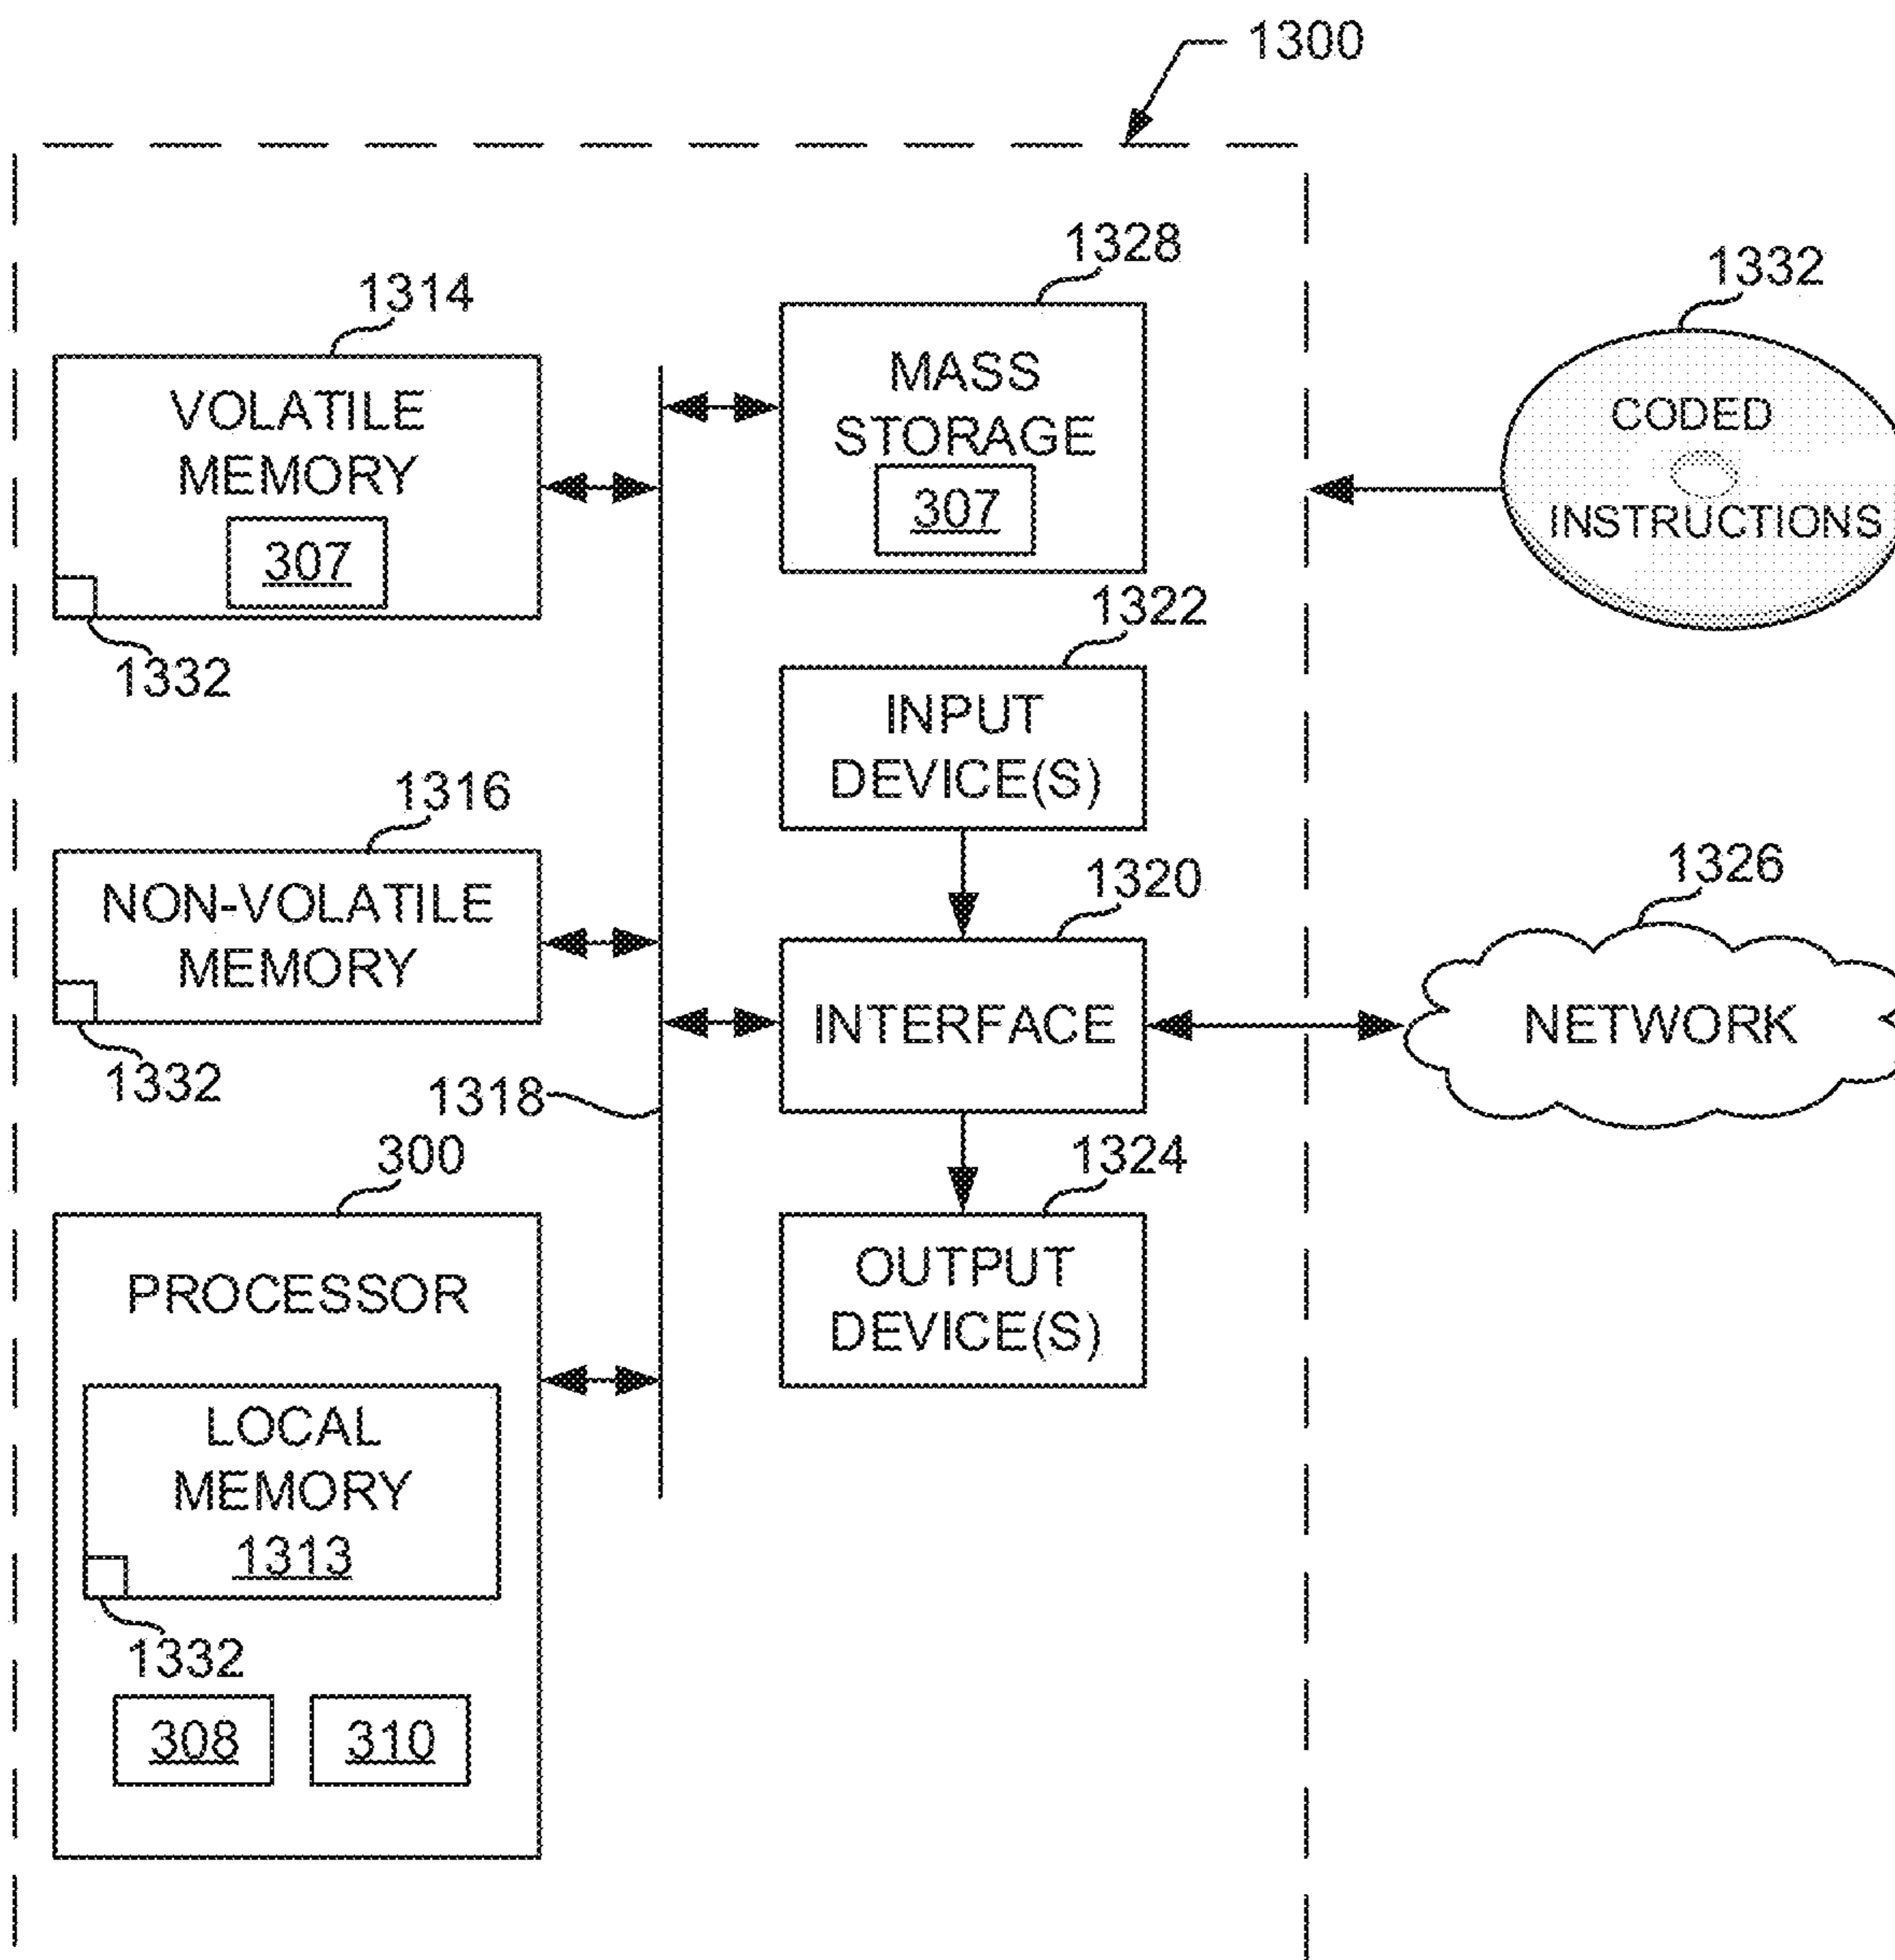 1300
1328
1332
1314
MASS
STORAGE
307
VOLATILE
MEMORY
307
CODED
INSTRUCTIONS
1332
1322
INPUT
DEVICE(S)
1316
NON-VOLATILE
MEMORY
1332
1320
INTERFACE
1326
NETWORK
1318
300
PROCESSOR
LOCAL
MEMORY
1313
1332
308
310
1324
OUTPUT
DEVICE(S)